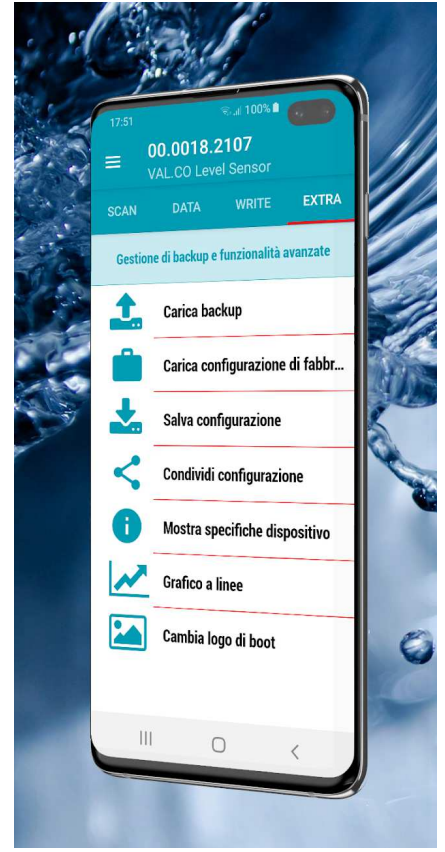 17:51
100%
00.0018.2107
VAL.CO Level Sensor
SCAN DATA WRITE EXTRA
Gestione di backup e funzionalità avanzate
Carica backup
Carica configurazione di fabbr...
Salva configurazione
Condividi configurazione
Mostra specifiche dispositivo
Grafico a linee
Cambia logo di boot